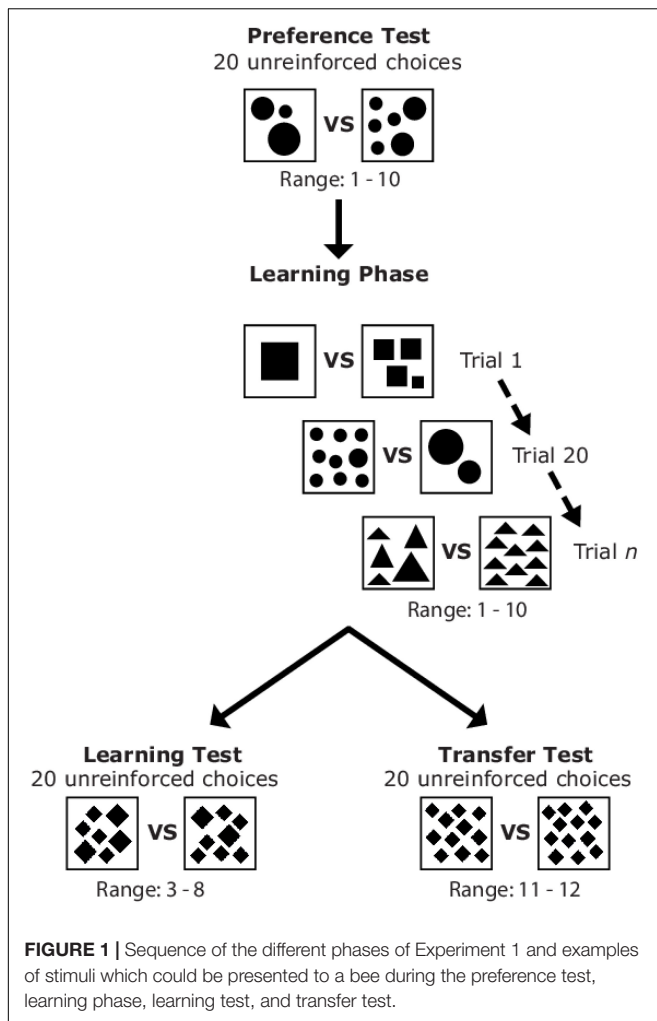 Preference Test
20 unreinforced choices
VS
Range: 1 - 10
Learning Phase
VS
Trial 1
VS
Trial 20
VS
Trial n
Range: 1 - 10
Learning Test
20 unreinforced choices
VS
Range: 3 - 8
Transfer Test
20 unreinforced choices
VS
Range: 11 - 12
FIGURE 1 | Sequence of the different phases of Experiment 1 and examples
of stimuli which could be presented to a bee during the preference test,
learning phase, learning test, and transfer test.